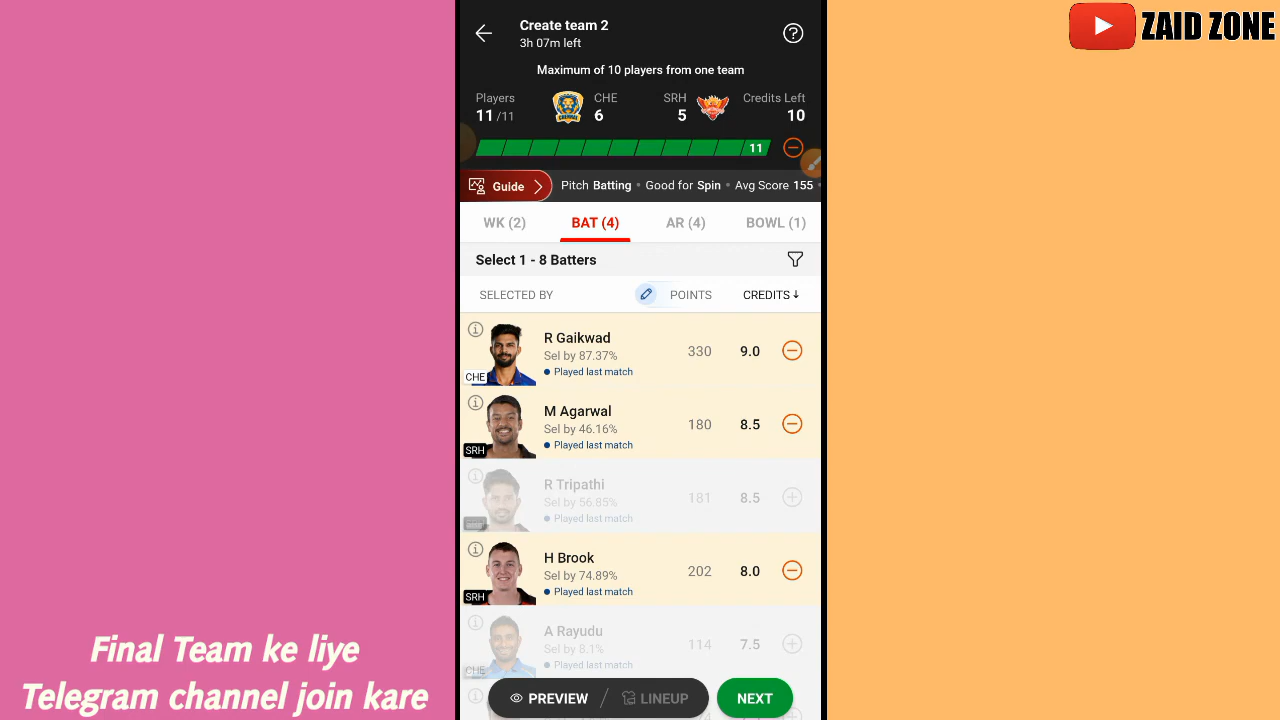 ZAID ZONE
Create team 2
3h 07m left
Maximum of 10 players from one team
Players
11 /11
CHE
6
SRH
5
Credits Left
10
11
Guide
Pitch Batting • Good for Spin • Avg Score 155
WK (2)
BAT (4)
AR (4)
BOWL (1)
Select 1 - 8 Batters
SELECTED BY
POINTS
CREDITS↓
R Gaikwad
Sel by 87.37%
330
9.0
CHE
Played last match
M Agarwal
Sel by 46.16%
180
8.5
SRH
Played last match
R Tripathi
Sel by 56.85%
181
8.5
Played last match
H Brook
Sel by 74.89%
202
8.0
SRH
Played last match
A Rayudu
Sel by 8.1%
114
7.5
CHE
Played last match
PREVIEW / LINEUP
NEXT
Final Team ke liye
Telegram channel join kare